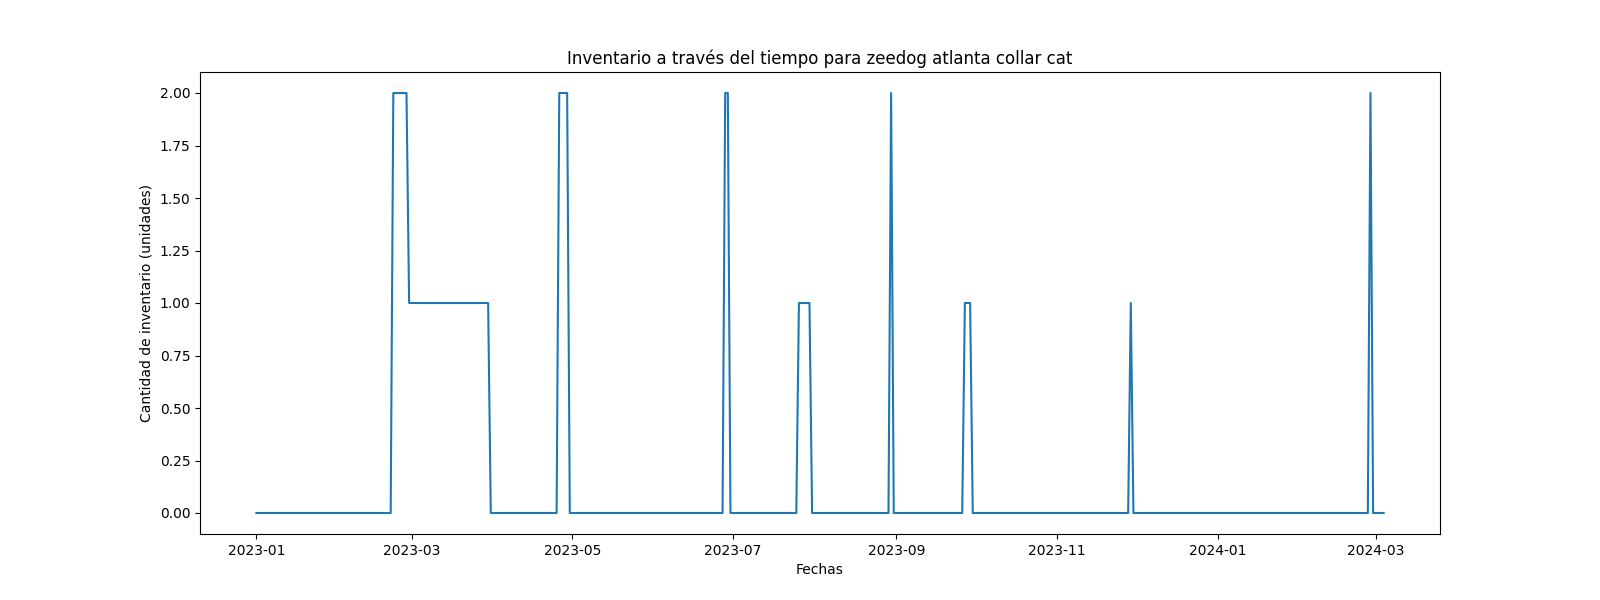 Inventario a través del tiempo para zeedog atlanta collar cat
Cantidad de inventario (unidades)
2.00
1.75
1.50
1.25
1.00
0.75
0.50
0.25
0.00
2023-01 2023-03 2023-05 2023-07 2023-09 2023-11 2024-01 2024-03
Fechas